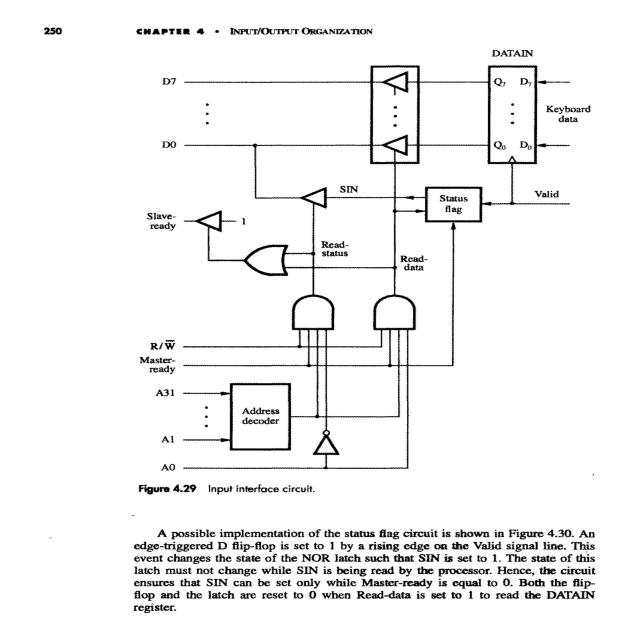 250 CHAPTER 4 • INPUT/OUTPUT ORGANIZATION
DATAIN
D7
Q7 D7
Keyboard
data
D0
Q0 D0
SIN
Status
flag
Valid
Slave-
ready
1
Read-
status
Read-
data
R/W̅
Master-
ready
A31
Address
decoder
A1
A0
Figure 4.29 Input interface circuit.
A possible implementation of the status flag circuit is shown in Figure 4.30. An
edge-triggered D flip-flop is set to 1 by a rising edge on the Valid signal line. This
event changes the state of the NOR latch such that SIN is set to 1. The state of this
latch must not change while SIN is being read by the processor. Hence, the circuit
ensures that SIN can be set only while Master-ready is equal to 0. Both the flip-
flop and the latch are reset to 0 when Read-data is set to 1 to read the DATAIN
register.